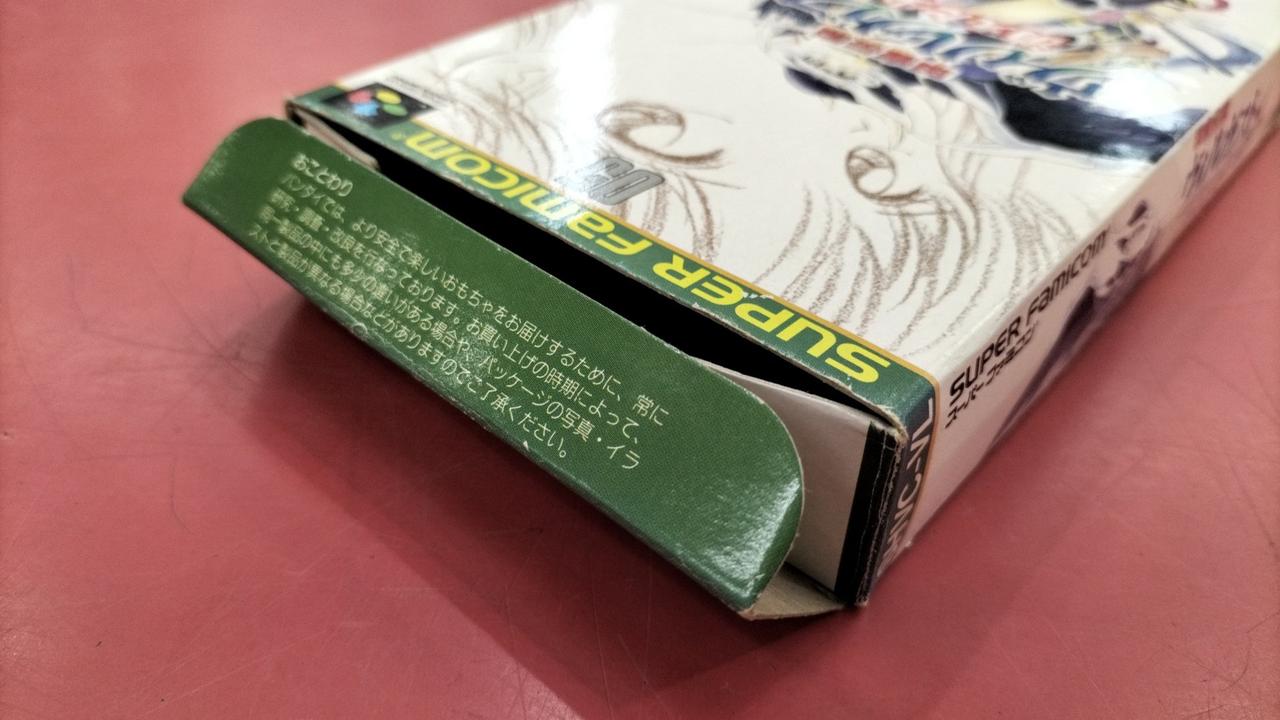 おことわり
バンダイでは、より安全で楽しいおもちゃをお届けするために、常に
研究・調査・改良を行なっております。お買い上げの時期によって、
同一製品の中にも多少の違いがある場合や、パッケージの写真・イラ
ストと製品が異なる場合などがありますのでご了承ください。
SUPER Famicom
SUPER Famicom
スーパーファミコン